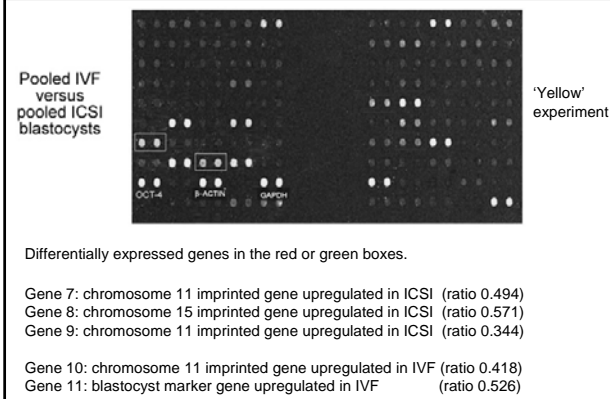 Pooled IVF
versus
pooled ICSI
blastocysts
'Yellow'
experiment
OCT-4 β-ACTIN GAPDH
Differentially expressed genes in the red or green boxes.
Gene 7: chromosome 11 imprinted gene upregulated in ICSI (ratio 0.494)
Gene 8: chromosome 15 imprinted gene upregulated in ICSI (ratio 0.571)
Gene 9: chromosome 11 imprinted gene upregulated in ICSI (ratio 0.344)
Gene 10: chromosome 11 imprinted gene upregulated in IVF (ratio 0.418)
Gene 11: blastocyst marker gene upregulated in IVF (ratio 0.526)